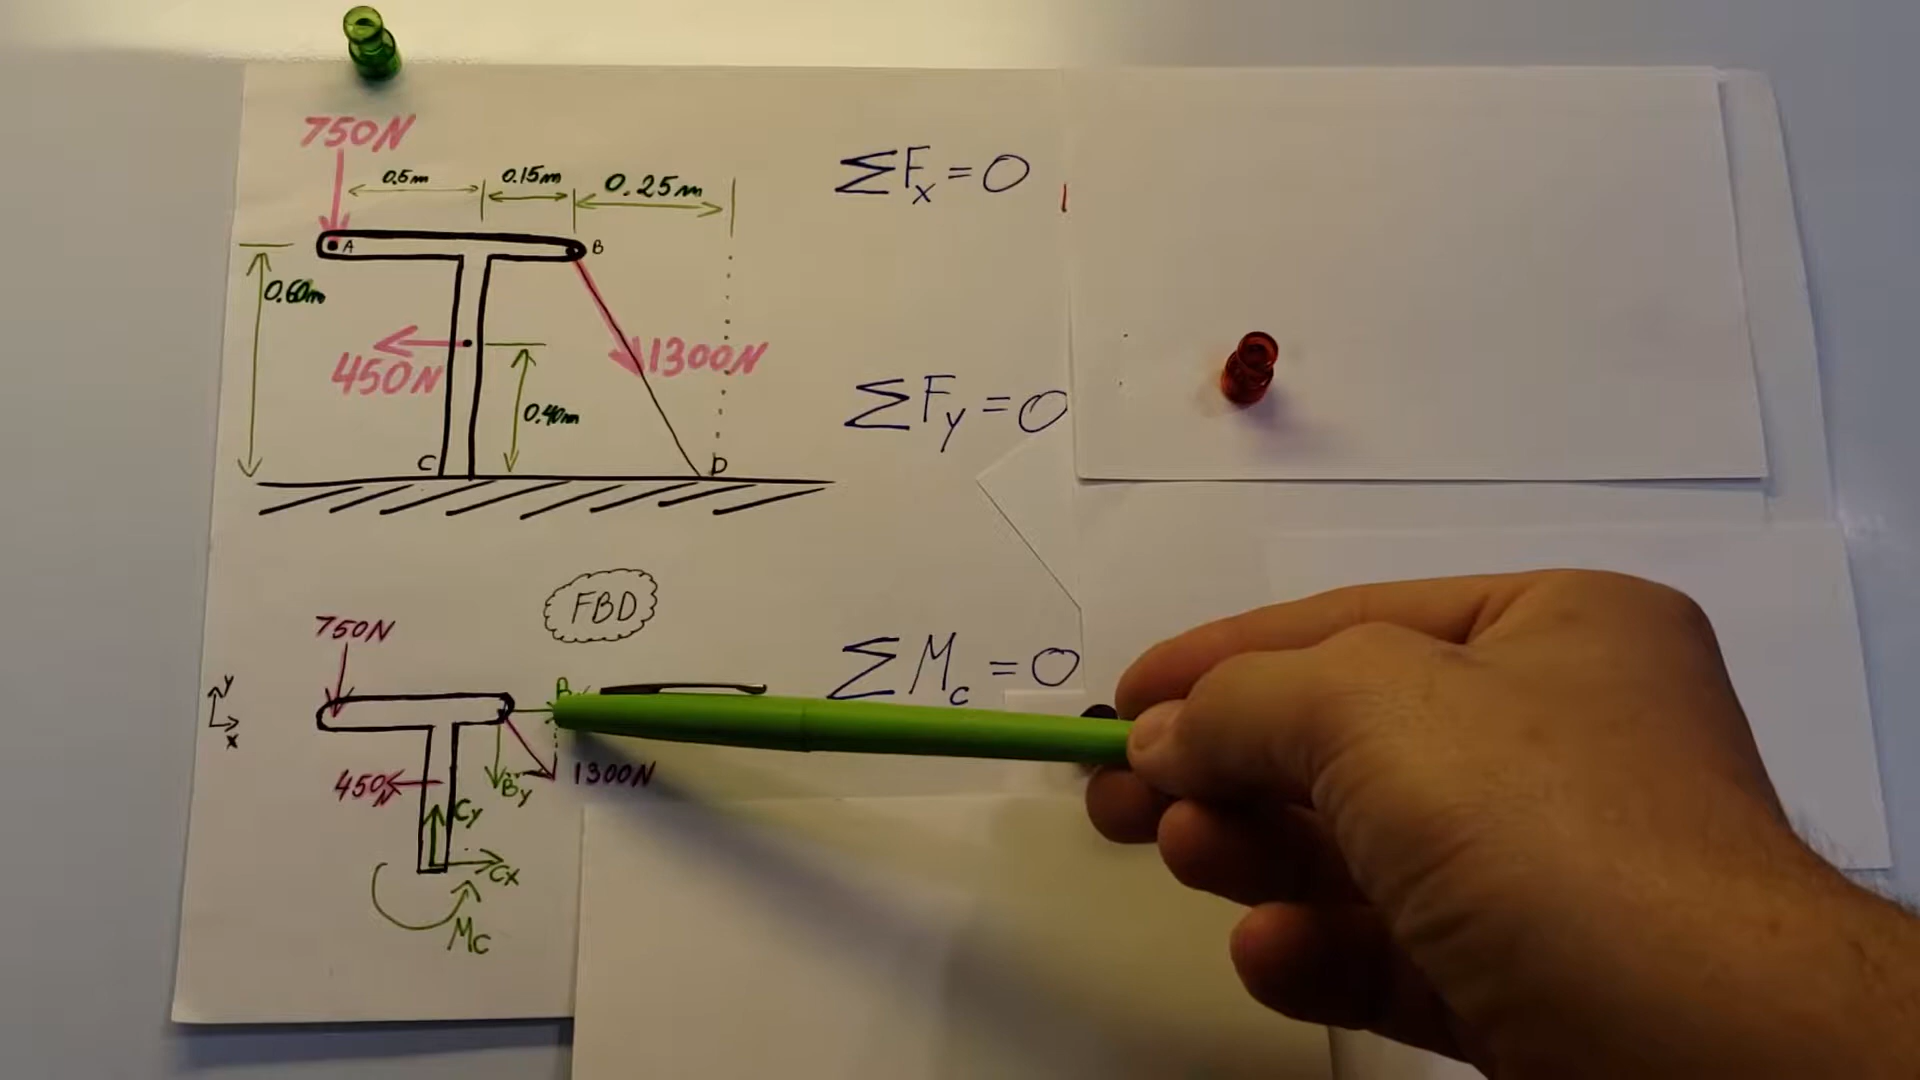 750N
0.5m
0.15m
0.25m
A
B
0.60m
450N
1300N
0.40m
C
D
ΣFx=0
ΣFy=0
FBD
750N
y
x
450N
By
1300N
Cy
Cx
Mc
ΣMc=0